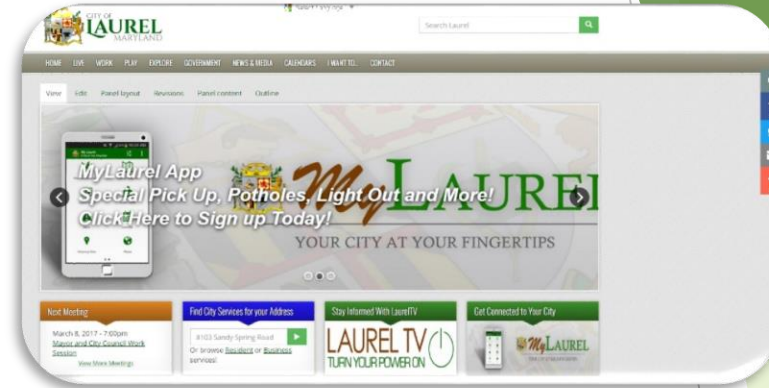 CITY OF
LAUREL
MARYLAND
Search Laurel
HOME LIVE WORK PLAY EXPLORE GOVERNMENT NEWS & MEDIA CALENDARS I WANT TO... CONTACT
View Edit Panel layout Revisions Panel content Outline
MyLaurel App
Special Pick Up, Potholes, Light Out and More!
Click Here to Sign up Today!
MyLAUREL
YOUR CITY AT YOUR FINGERTIPS
Next Meeting
March 8, 2017 - 7:00pm
Mayor and City Council Work
Session
View More Meetings
Find City Services for your Address
8103 Sandy Spring Road
Or browse Resident or Business
services!
Stay Informed With LaurelTV
LAUREL TV
TURN YOUR POWER ON
Get Connected to Your City
MyLAUREL